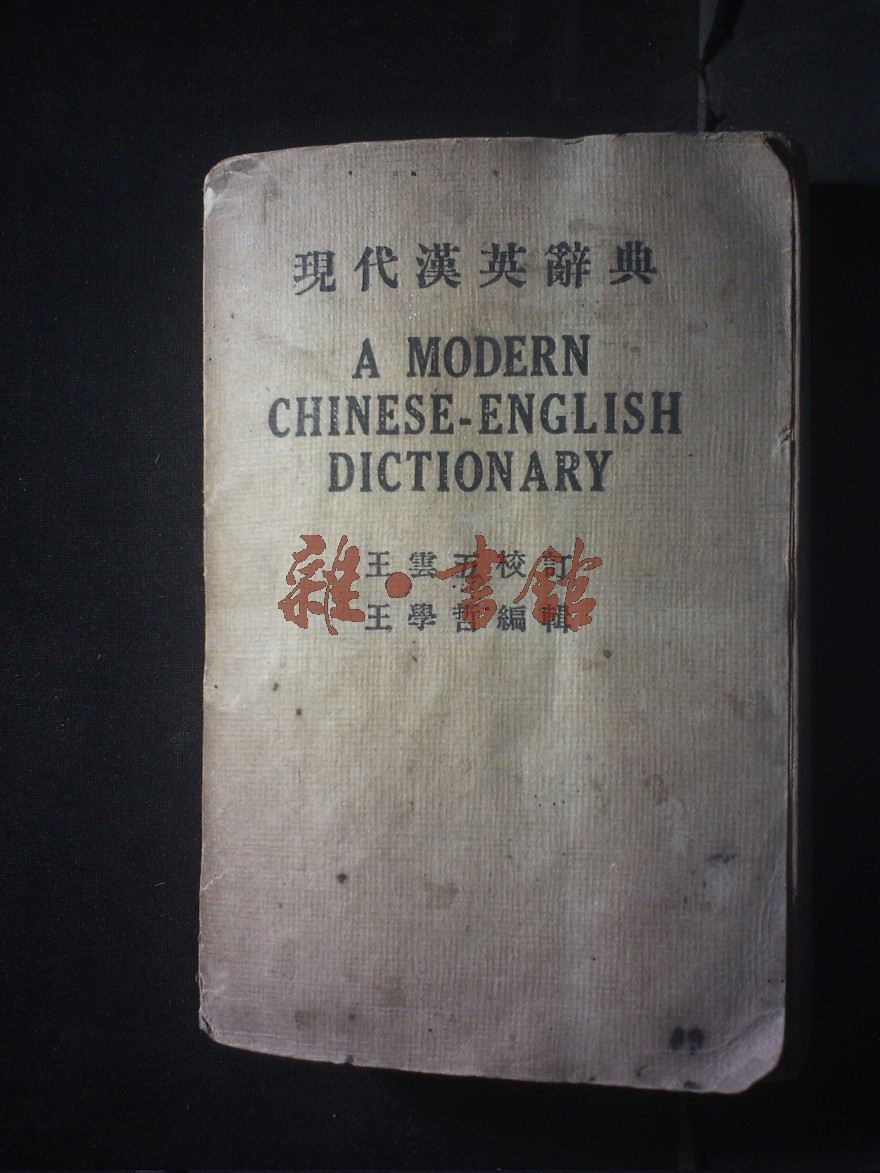 現代漢英辭典
A MODERN
CHINESE-ENGLISH
DICTIONARY
王雲五校訂
雜·書館
王學哲編輯